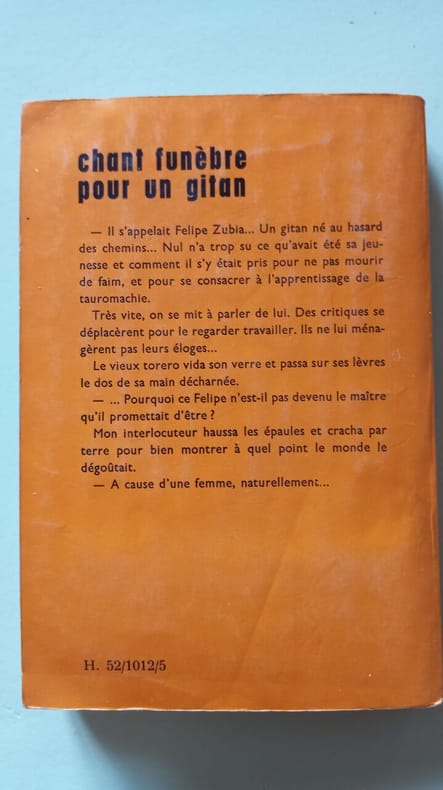 chant funèbre
pour un gitan
— Il s'appelait Felipe Zubia... Un gitan né au hasard
des chemins... Nul n'a trop su ce qu'avait été sa jeu-
nesse et comment il s'y était pris pour ne pas mourir
de faim, et pour se consacrer à l'apprentissage de la
tauromachie.
Très vite, on se mit à parler de lui. Des critiques se
déplacèrent pour le regarder travailler. Ils ne lui ména-
gèrent pas leurs éloges...
Le vieux torero vida son verre et passa sur ses lèvres
le dos de sa main décharnée.
— ... Pourquoi ce Felipe n'est-il pas devenu le maître
qu'il promettait d'être ?
Mon interlocuteur haussa les épaules et cracha par
terre pour bien montrer à quel point le monde le
dégoûtait.
— A cause d'une femme, naturellement...
H. 52/1012/5